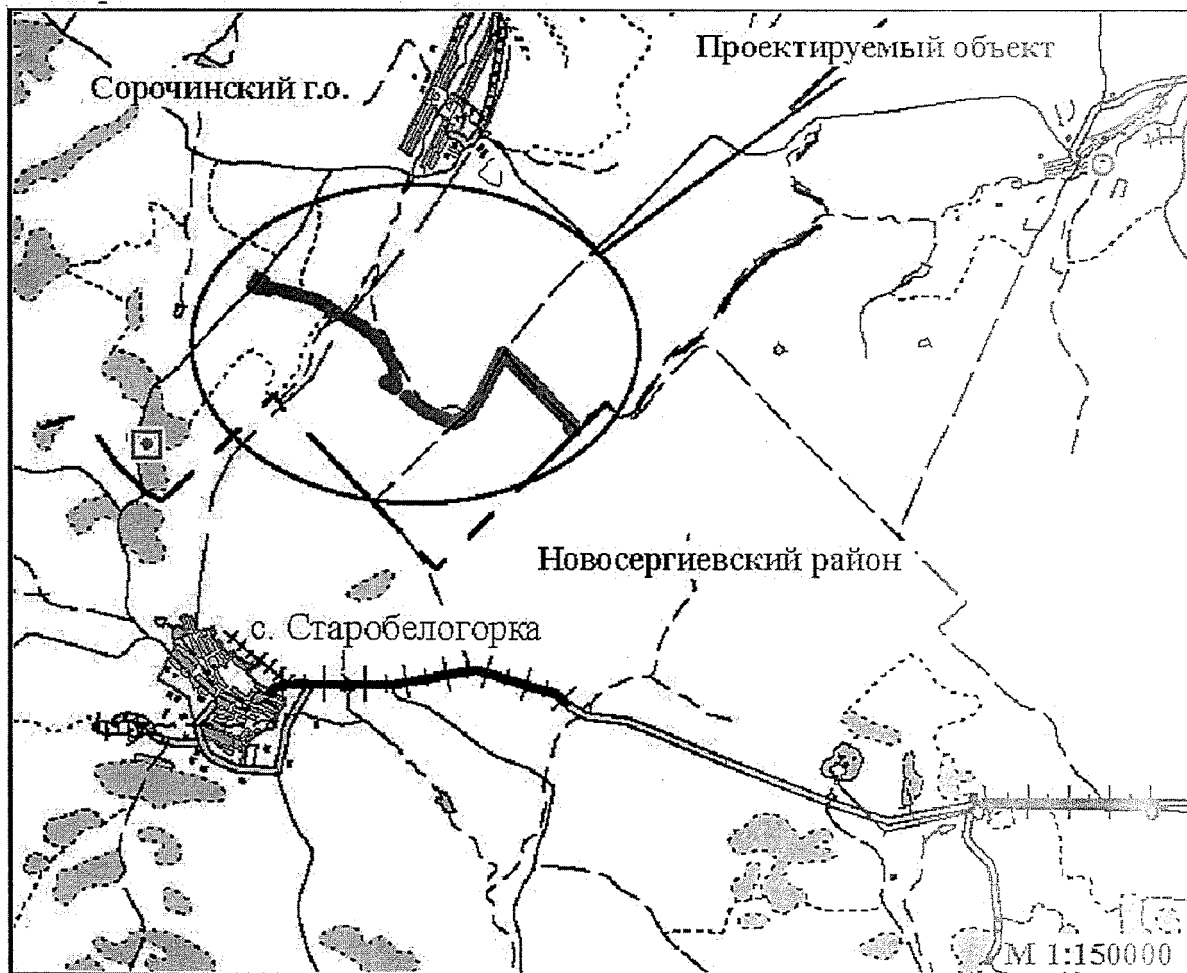 Проектируемый объект
Сорочинский г.о.
Новосергиевский район
с. Старобелогорка
М 1:150000